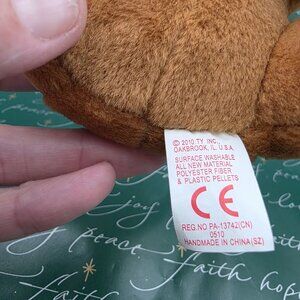 © 2010 TY INC.,
OAKBROOK, IL U.S.A
SURFACE WASHABLE
ALL NEW MATERIAL
POLYESTER FIBER
& PLASTIC PELLETS
CE
REG.NO PA-13742(CN)
0510
HANDMADE IN CHINA(SZ)
joy
peace
faith
faith hope